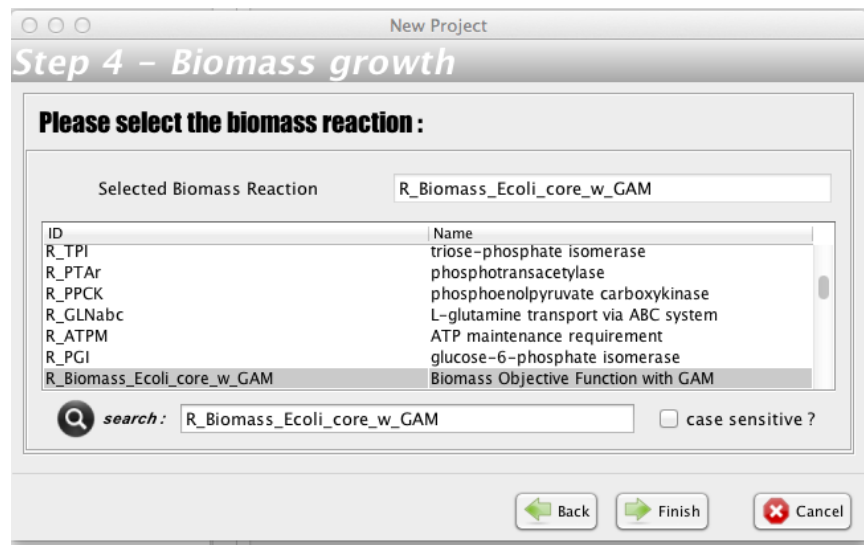 New Project
Step 4 – Biomass growth
Please select the biomass reaction :
Selected Biomass Reaction R_Biomass_Ecoli_core_w_GAM
ID Name
R_TPI triose-phosphate isomerase
R_PTAr phosphotransacetylase
R_PPCK phosphoenolpyruvate carboxykinase
R_GLNabc L-glutamine transport via ABC system
R_ATPM ATP maintenance requirement
R_PGI glucose-6-phosphate isomerase
R_Biomass_Ecoli_core_w_GAM Biomass Objective Function with GAM
search : R_Biomass_Ecoli_core_w_GAM case sensitive ?
Back Finish Cancel